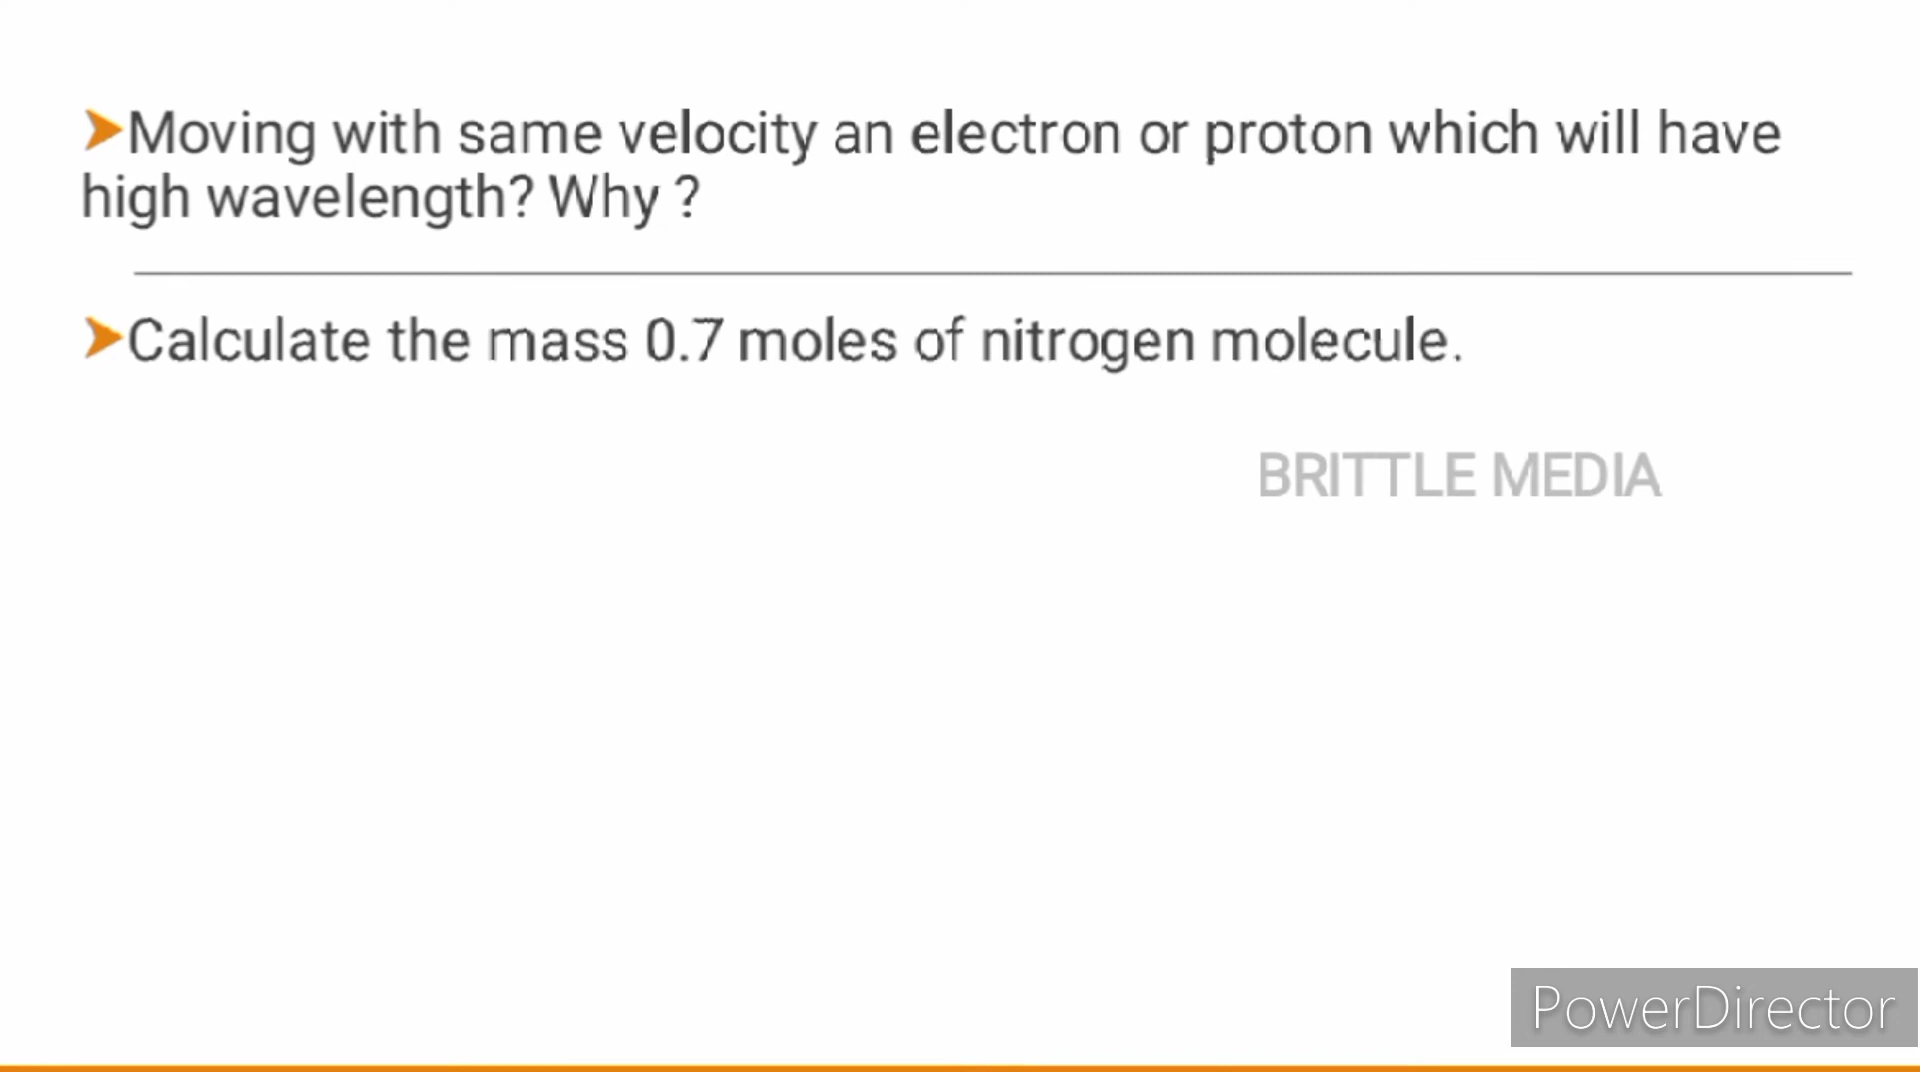 ➤Moving with same velocity an electron or proton which will have
high wavelength? Why ?
➤Calculate the mass 0.7 moles of nitrogen molecule.
BRITTLE MEDIA
PowerDirector